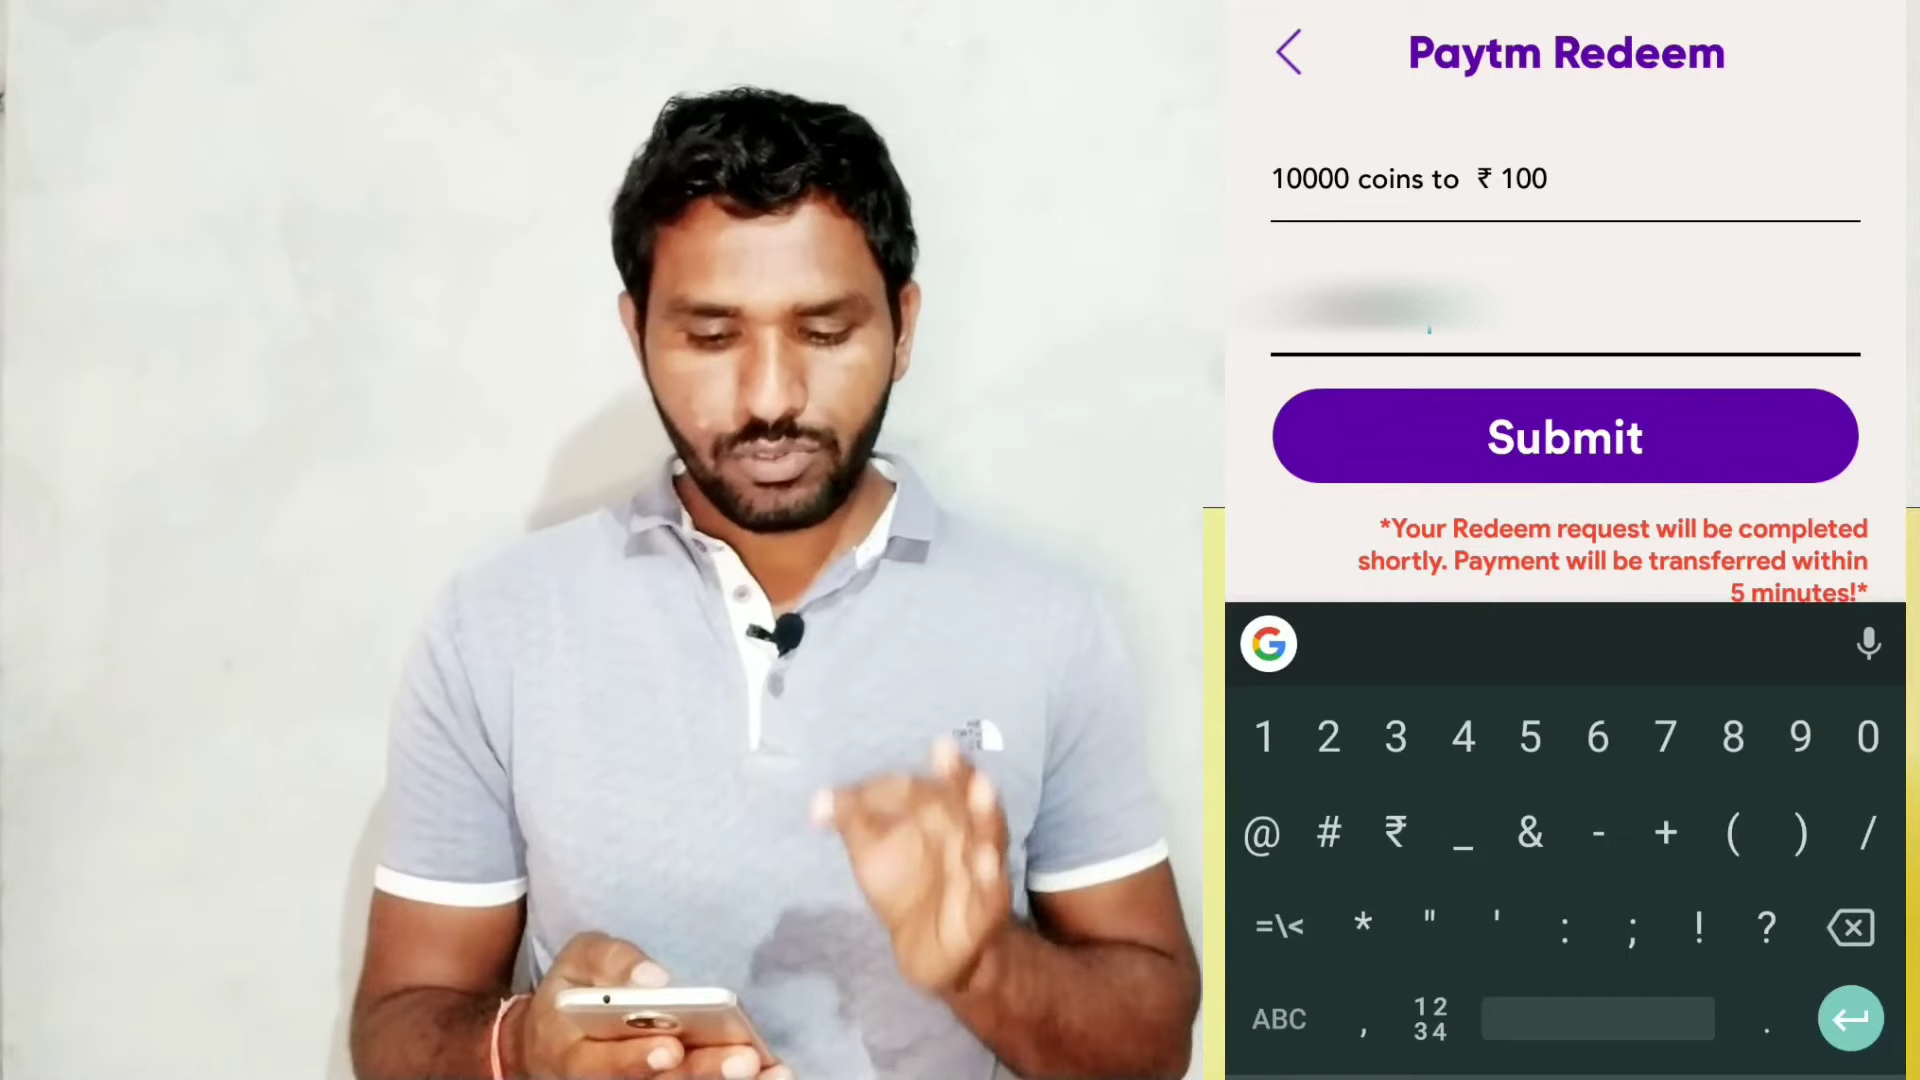 Paytm Redeem
10000 coins to ₹ 100
Submit
*Your Redeem request will be completed
shortly. Payment will be transferred within
5 minutes!*
1 2 3 4 5 6 7 8 9 0
@ # ₹ _ & - + ( ) /
=\< * " ' : ; ! ?
ABC , 12 34 .